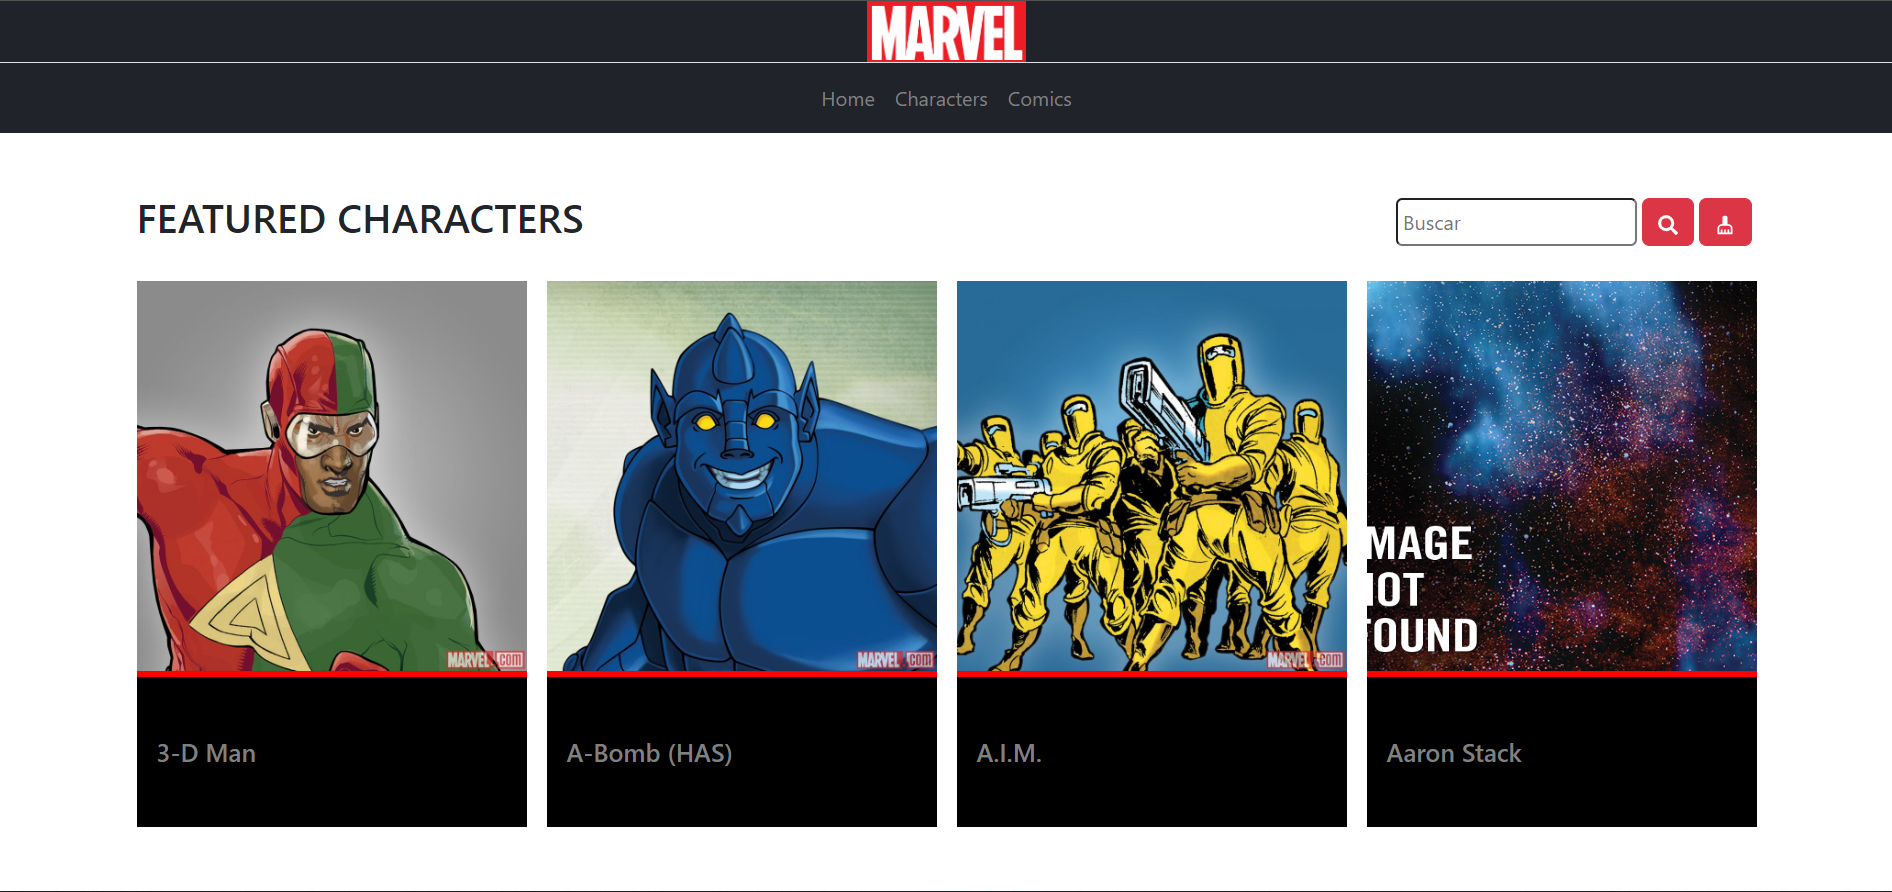 MARVEL
Home Characters Comics
FEATURED CHARACTERS
Buscar
MARVEL.com
MARVEL.com
MARVEL.com
MAGE
OT
OUND
3-D Man
A-Bomb (HAS)
A.I.M.
Aaron Stack